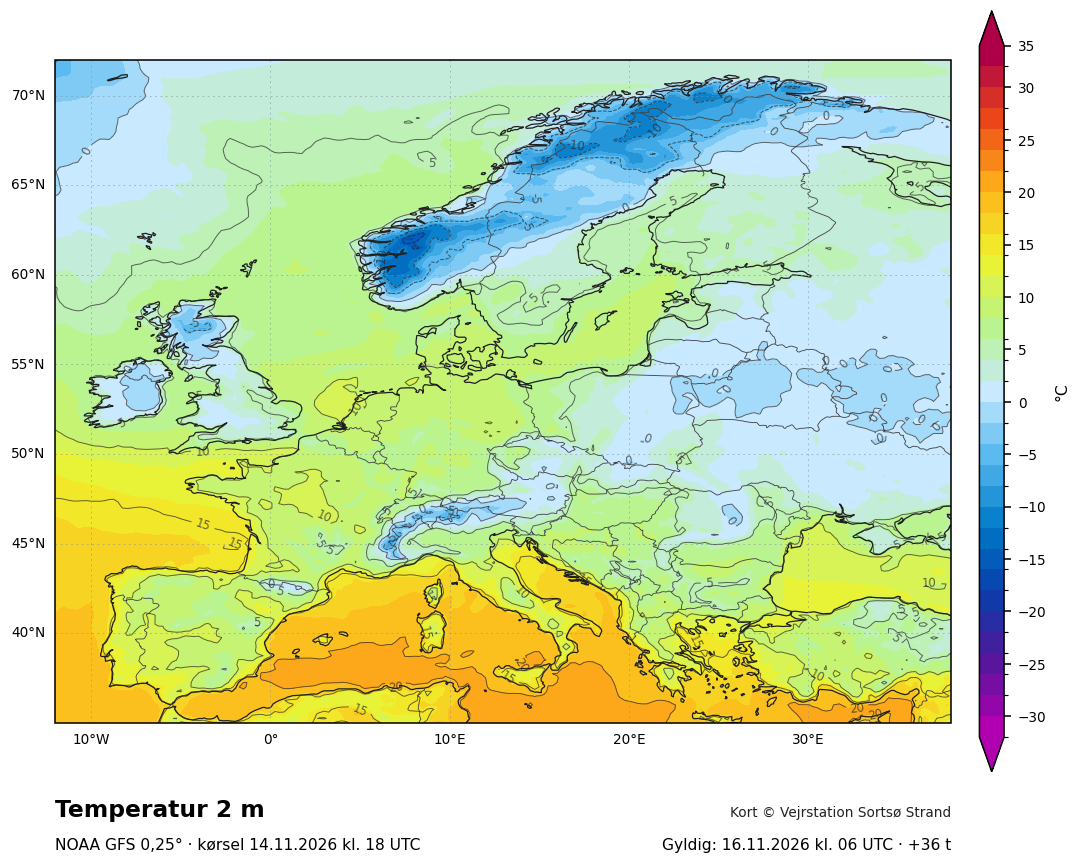 35
30
25
20
15
10
5
0
−5
−10
−15
−20
−25
−30
°C
70°N
65°N
60°N
55°N
50°N
45°N
40°N
10°W
0°
10°E
20°E
30°E
Temperatur 2 m
Kort © Vejrstation Sortsø Strand
NOAA GFS 0,25° · kørsel 14.11.2026 kl. 18 UTC
Gyldig: 16.11.2026 kl. 06 UTC · +36 t